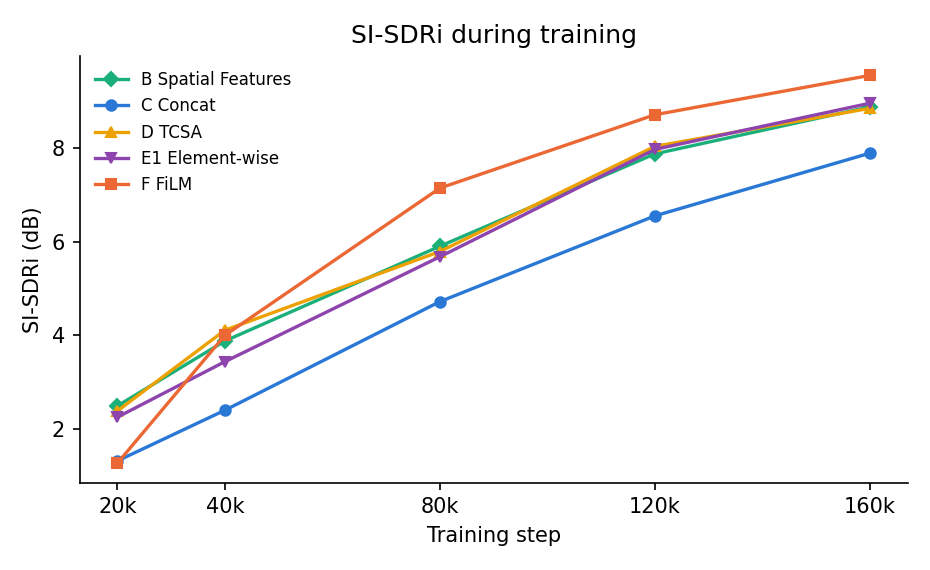 SI-SDRi during training
B Spatial Features
C Concat
D TCSA
E1 Element-wise
F FiLM
SI-SDRi (dB)
8
6
4
2
20k 40k 80k 120k 160k
Training step